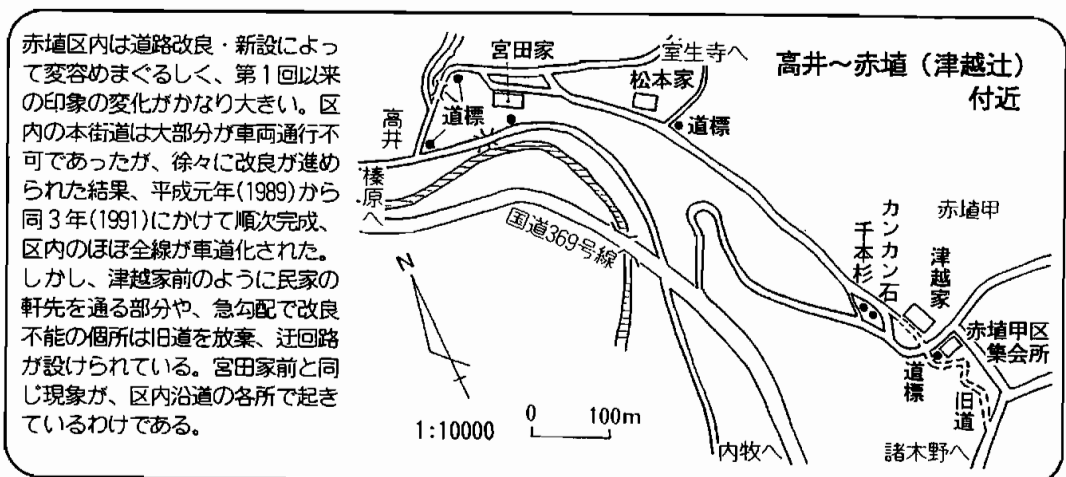 赤埴区内は道路改良・新設によっ
て変容めまぐるしく、第1回以来
の印象の変化がかなり大きい。区
内の本街道は大部分が車両通行不
可であったが、徐々に改良が進め
られた結果、平成元年(1989)から
同3年(1991)にかけて順次完成、
区内のほぼ全線が車道化された。
しかし、津越家前のように民家の
軒先を通る部分や、急勾配で改良
不能の個所は旧道を放棄、迂回路
が設けられている。宮田家前と同
じ現象が、区内沿道の各所で起き
ているわけである。
高井～赤埴(津越辻)
付近
宮田家
室生寺へ
松本家
道標
道標
高井
榛原へ
国道369号線
カンカン石
千本杉
赤埴甲
津越家
赤埴甲区
集会所
道標
旧道
諸木野へ
内牧へ
N
1:10000
0 100m